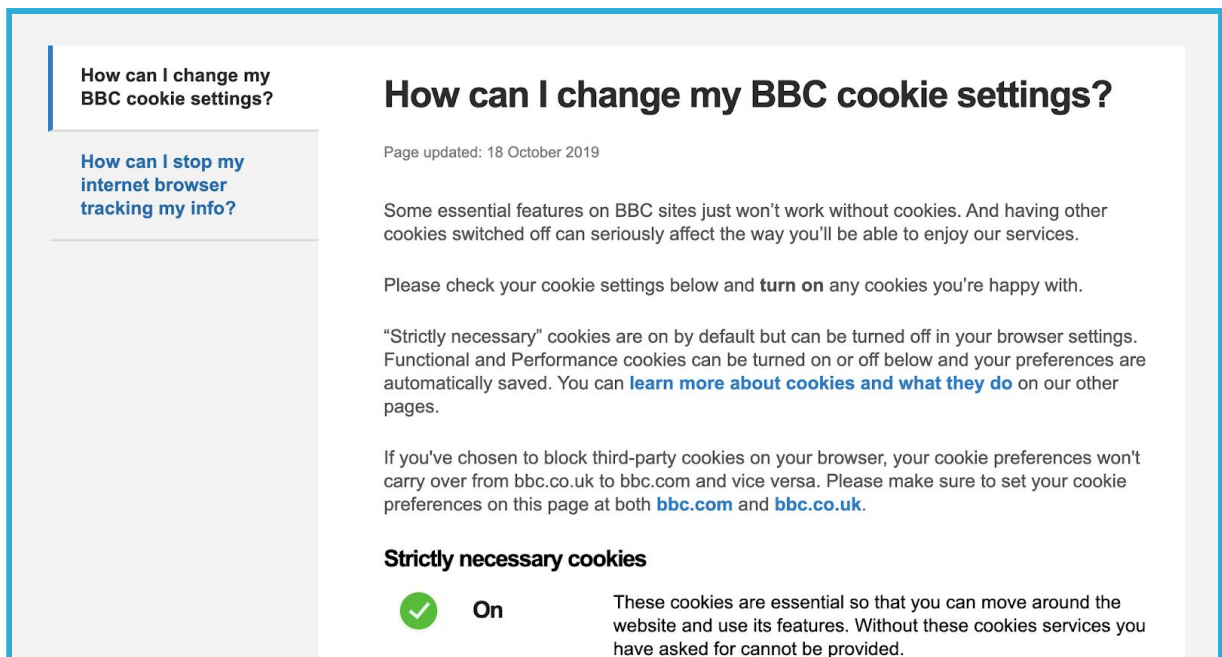 How can I change my
BBC cookie settings?
How can I stop my
internet browser
tracking my info?
How can I change my BBC cookie settings?
Page updated: 18 October 2019
Some essential features on BBC sites just won’t work without cookies. And having other
cookies switched off can seriously affect the way you’ll be able to enjoy our services.
Please check your cookie settings below and turn on any cookies you’re happy with.
“Strictly necessary” cookies are on by default but can be turned off in your browser settings.
Functional and Performance cookies can be turned on or off below and your preferences are
automatically saved. You can learn more about cookies and what they do on our other
pages.
If you've chosen to block third-party cookies on your browser, your cookie preferences won't
carry over from bbc.co.uk to bbc.com and vice versa. Please make sure to set your cookie
preferences on this page at both bbc.com and bbc.co.uk.
Strictly necessary cookies
On
These cookies are essential so that you can move around the
website and use its features. Without these cookies services you
have asked for cannot be provided.